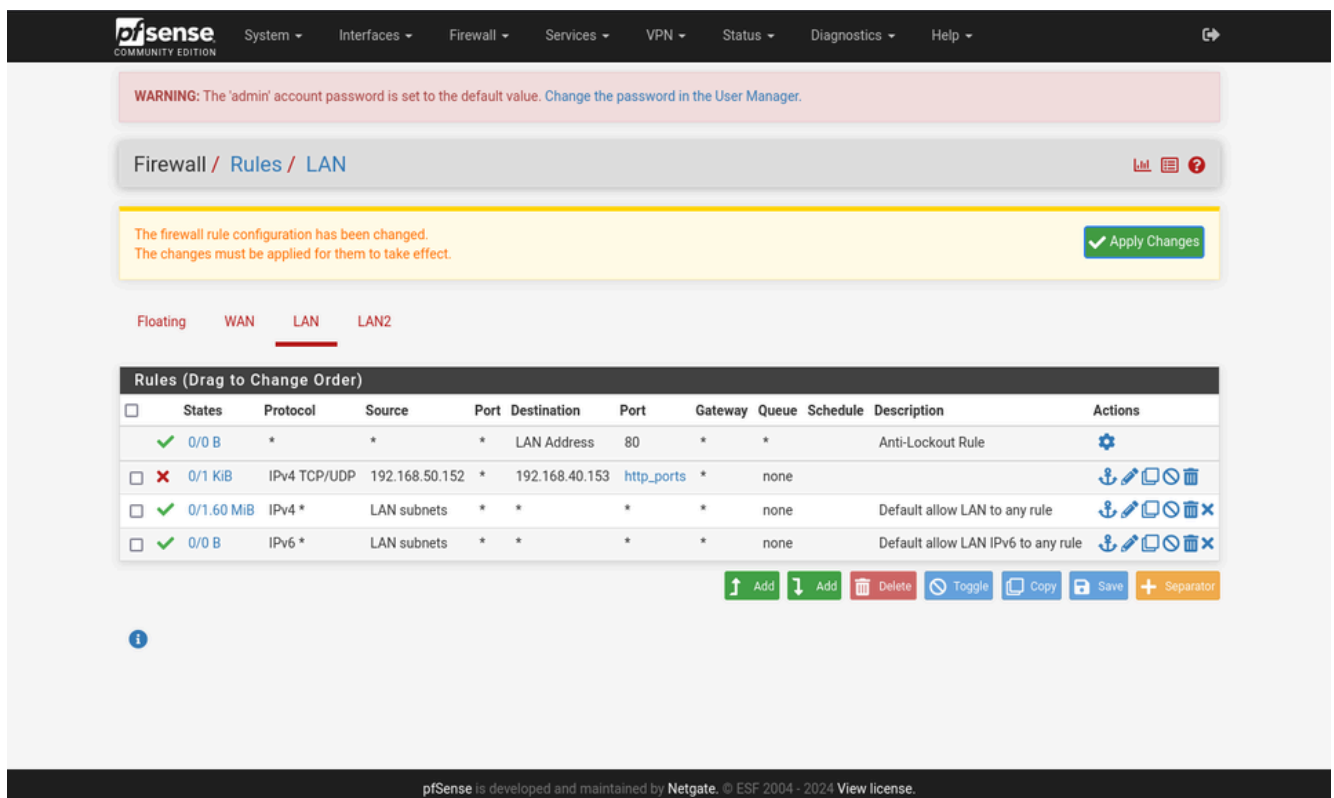 pfsense System Interfaces Firewall Services VPN Status Diagnostics Help
COMMUNITY EDITION
WARNING: The 'admin' account password is set to the default value. Change the password in the User Manager.
Firewall / Rules / LAN
The firewall rule configuration has been changed.
The changes must be applied for them to take effect.
Apply Changes
Floating WAN LAN LAN2
Rules (Drag to Change Order)
States Protocol Source Port Destination Port Gateway Queue Schedule Description Actions
0/0 B * * * LAN Address 80 * * Anti-Lockout Rule
0/1 KiB IPv4 TCP/UDP 192.168.50.152 * 192.168.40.153 http_ports * none
0/1.60 MiB IPv4 * LAN subnets * * * * none Default allow LAN to any rule
0/0 B IPv6 * LAN subnets * * * * none Default allow LAN IPv6 to any rule
Add Add Delete Toggle Copy Save Separator
pfSense is developed and maintained by Netgate. © ESF 2004 - 2024 View license.